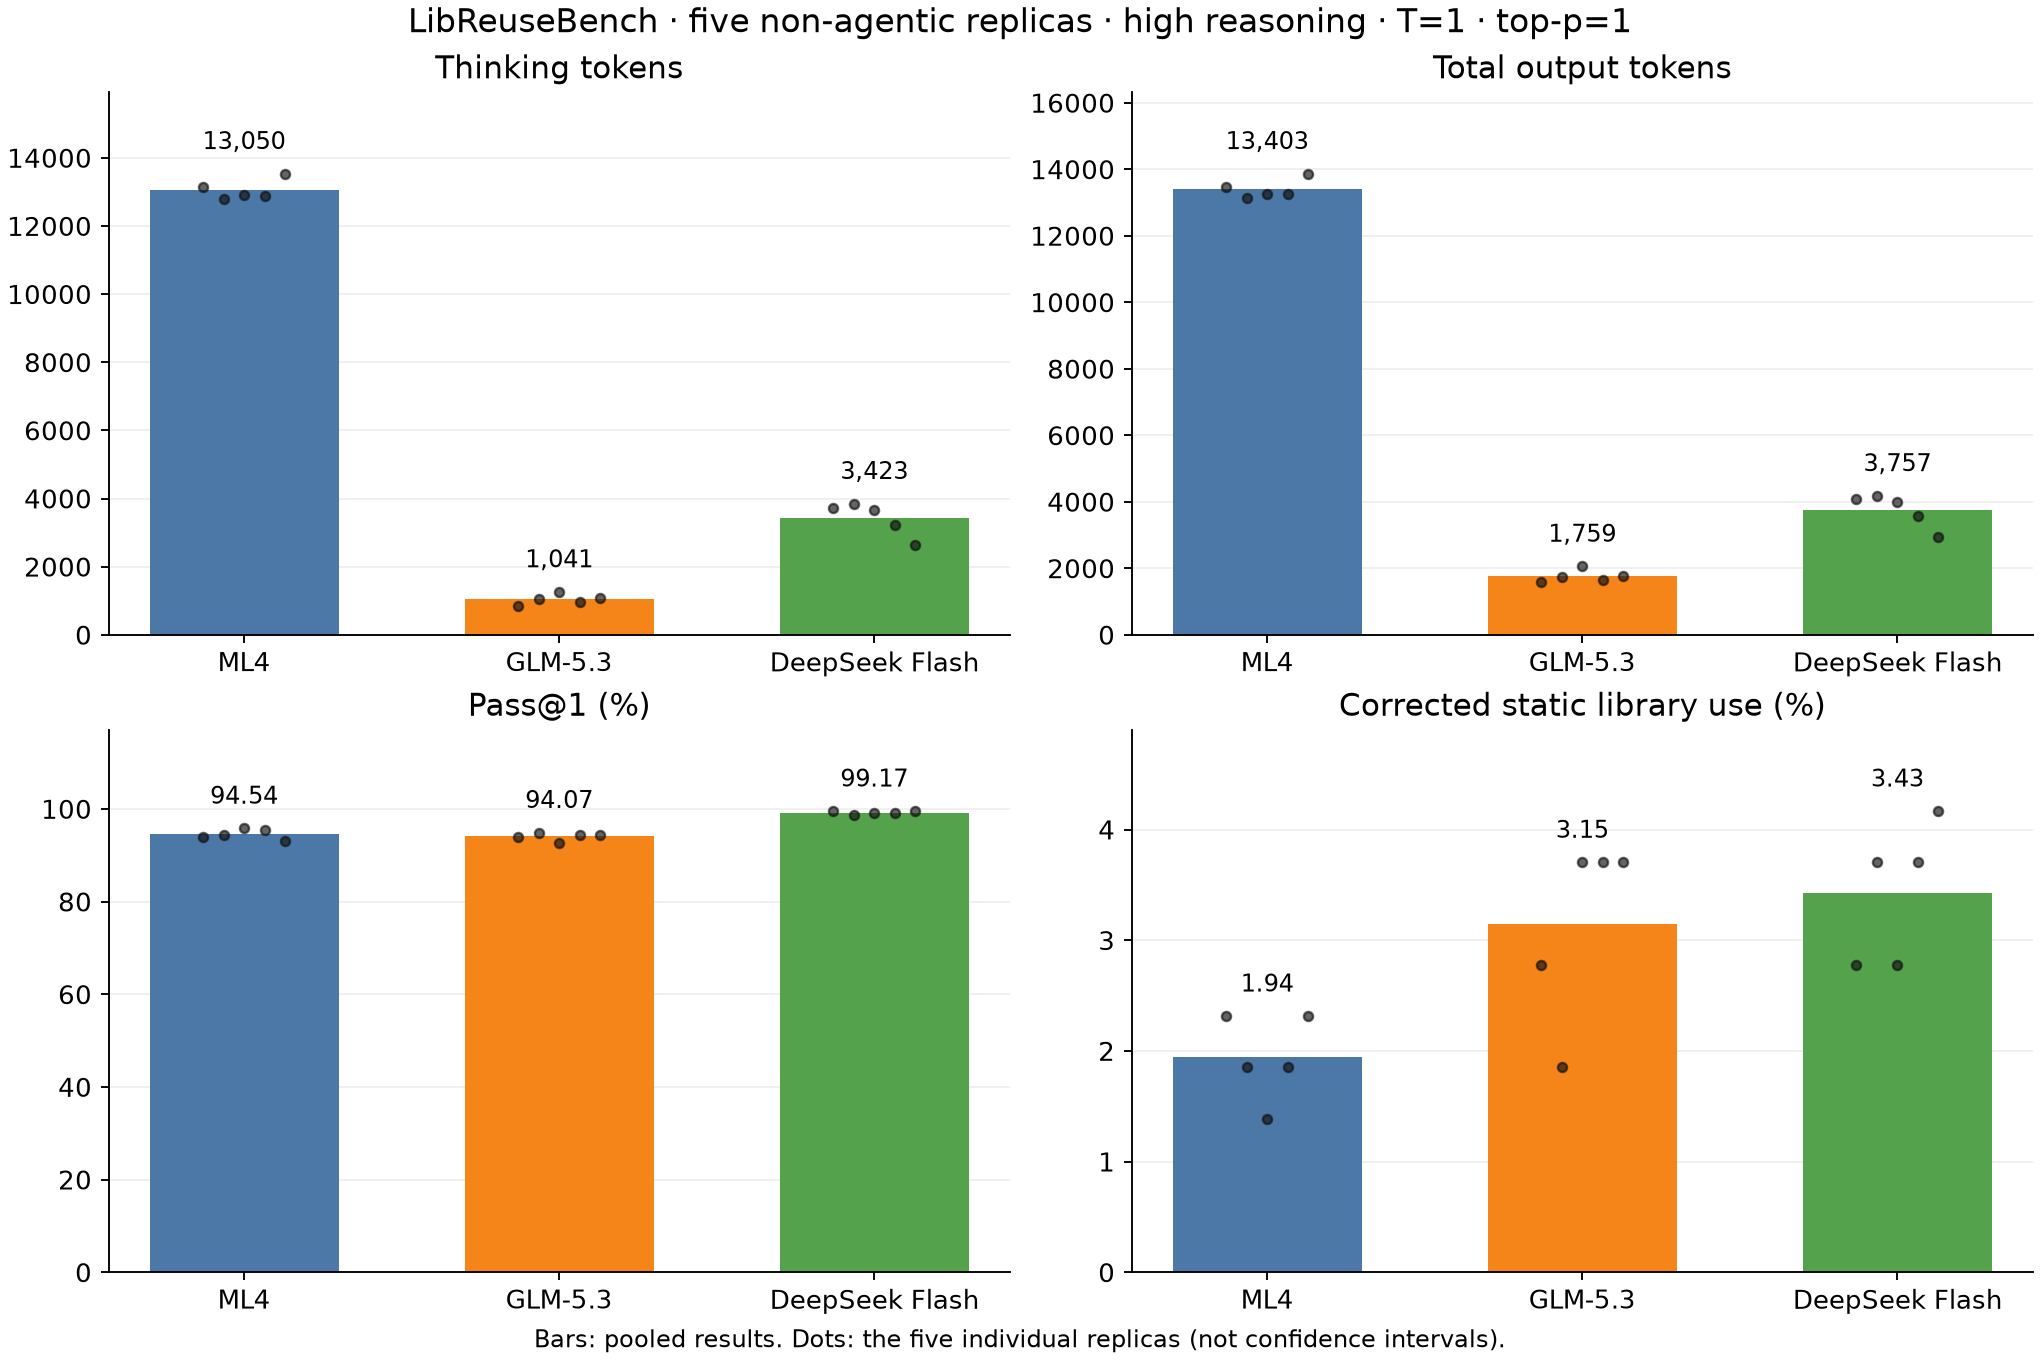 LibReuseBench · five non-agentic replicas · high reasoning · T=1 · top-p=1
Thinking tokens
14000
12000
10000
8000
6000
4000
2000
0
13,050
1,041
3,423
ML4
GLM-5.3
DeepSeek Flash
Total output tokens
16000
14000
12000
10000
8000
6000
4000
2000
0
13,403
1,759
3,757
ML4
GLM-5.3
DeepSeek Flash
Pass@1 (%)
100
80
60
40
20
0
94.54
94.07
99.17
ML4
GLM-5.3
DeepSeek Flash
Corrected static library use (%)
4
3
2
1
0
1.94
3.15
3.43
ML4
GLM-5.3
DeepSeek Flash
Bars: pooled results. Dots: the five individual replicas (not confidence intervals).